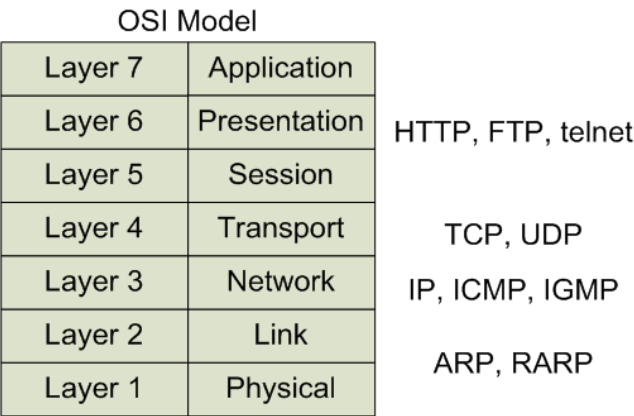 OSI Model
Layer 7 Application
Layer 6 Presentation
HTTP, FTP, telnet
Layer 5 Session
Layer 4 Transport
TCP, UDP
Layer 3 Network
IP, ICMP, IGMP
Layer 2 Link
ARP, RARP
Layer 1 Physical